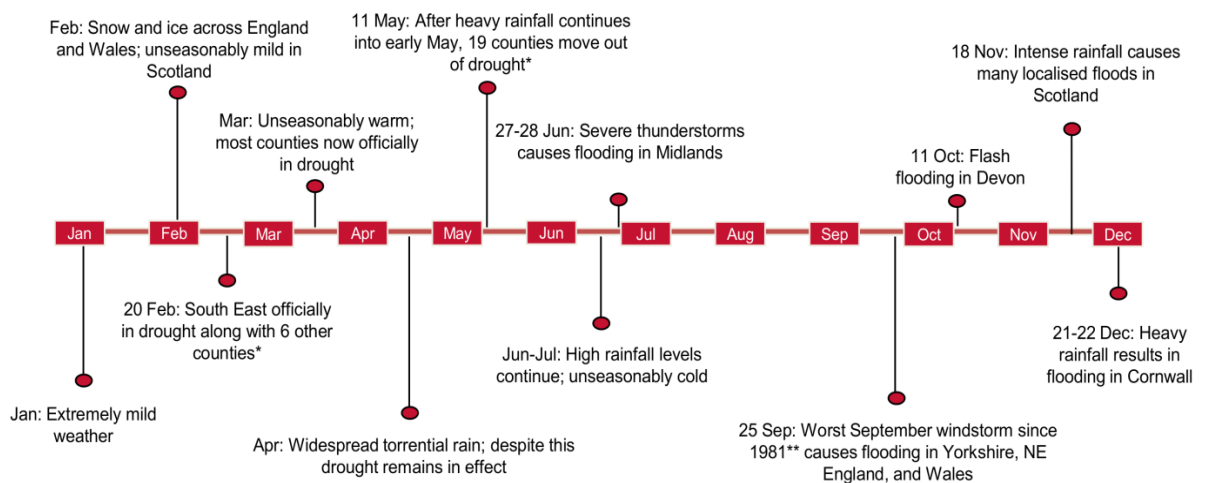 Feb: Snow and ice across England
and Wales; unseasonably mild in
Scotland
11 May: After heavy rainfall continues
into early May, 19 counties move out
of drought*
18 Nov: Intense rainfall causes
many localised floods in
Scotland
Mar: Unseasonably warm;
most counties now officially
in drought
27-28 Jun: Severe thunderstorms
causes flooding in Midlands
11 Oct: Flash
flooding in Devon
Jan Feb Mar Apr May Jun Jul Aug Sep Oct Nov Dec
20 Feb: South East officially
in drought along with 6 other
counties*
Jun-Jul: High rainfall levels
continue; unseasonably cold
21-22 Dec: Heavy
rainfall results in
flooding in Cornwall
Jan: Extremely mild
weather
Apr: Widespread torrential rain; despite this
drought remains in effect
25 Sep: Worst September windstorm since
1981** causes flooding in Yorkshire, NE
England, and Wales